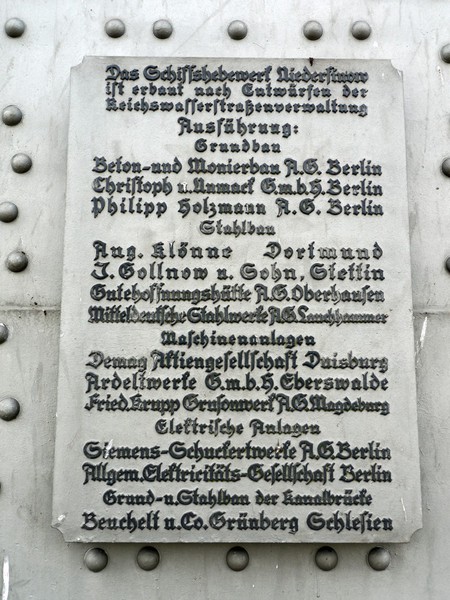 Das Schiffshebewerk Niederfinow
ist erbaut nach Entwürfen der
Reichswasserstraßenverwaltung
Ausführung:
Grundbau
Beton- und Monierbau A.G. Berlin
Christoph u. Unmack G.m.b.H. Berlin
Philipp Holzmann A.G. Berlin
Stahlbau
Aug. Klönne Dortmund
J. Gollnow u. Sohn, Stettin
Gutehoffnungshütte A.G. Oberhausen
Mitteldeutsche Stahlwerke A.G. Lauchhammer
Maschinenanlagen
Demag Aktiengesellschaft Duisburg
Ardeltwerke G.m.b.H. Eberswalde
Fried. Krupp Grusonwerk A.G. Magdeburg
Elektrische Anlagen
Siemens-Schuckertwerke A.G. Berlin
Allgem. Elektricitäts-Gesellschaft Berlin
Grund- u. Stahlbau der Kanalbrücke
Beuchelt u. Co. Grünberg Schlesien